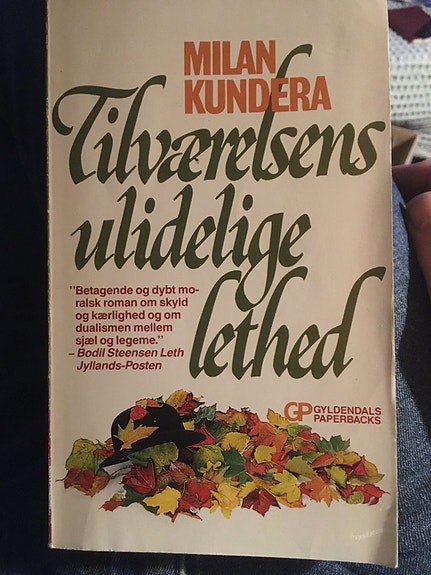 MILAN
KUNDERA
Tilværelsens
ulidelige
lethed
"Betagende og dybt mo-
ralsk roman om skyld
og kærlighed og om
dualismen mellem
sjæl og legeme."
– Bodil Steensen Leth
Jyllands-Posten
GP GYLDENDALS
PAPERBACKS